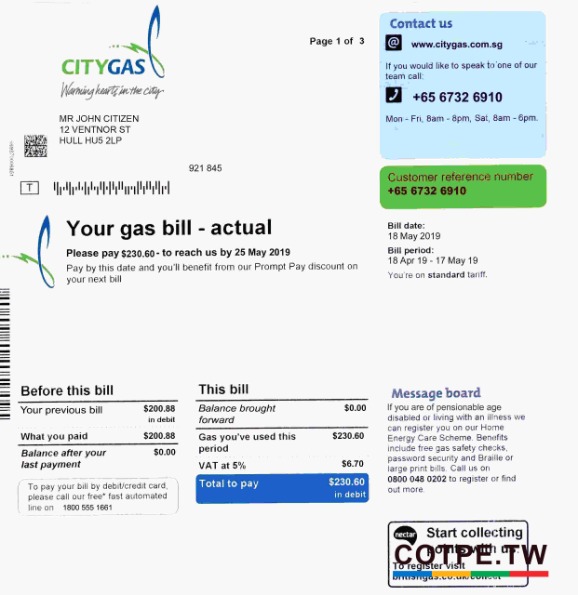 CITYGAS
Warming hearts in the city
Page 1 of 3
MR JOHN CITIZEN
12 VENTNOR ST
HULL HU5 2LP
921 845
T
Contact us
@ www.citygas.com.sg
If you would like to speak to one of our
team call:
+65 6732 6910
Mon - Fri, 8am - 8pm, Sat, 8am - 6pm.
Customer reference number
+65 6732 6910
Your gas bill - actual
Please pay $230.60 - to reach us by 25 May 2019
Pay by this date and you'll benefit from our Prompt Pay discount on
your next bill
Bill date:
18 May 2019
Bill period:
18 Apr 19 - 17 May 19
You're on standard tariff.
Before this bill
Your previous bill $200.88
in debit
What you paid $200.88
Balance after your $0.00
last payment
To pay your bill by debit/credit card,
please call our free* fast automated
line on 1800 555 1661
This bill
Balance brought $0.00
forward
Gas you've used this $230.60
period
VAT at 5% $6.70
Total to pay $230.60
in debit
Message board
If you are of pensionable age
disabled or living with an illness we
can register you on our Home
Energy Care Scheme. Benefits
include free gas safety checks,
password security and Braille or
large print bills. Call us on
0800 048 0202 to register or find
out more.
nectar
Start collecting
points with us.
COTPE.TW
To register visit
britishgas.co.uk/collect